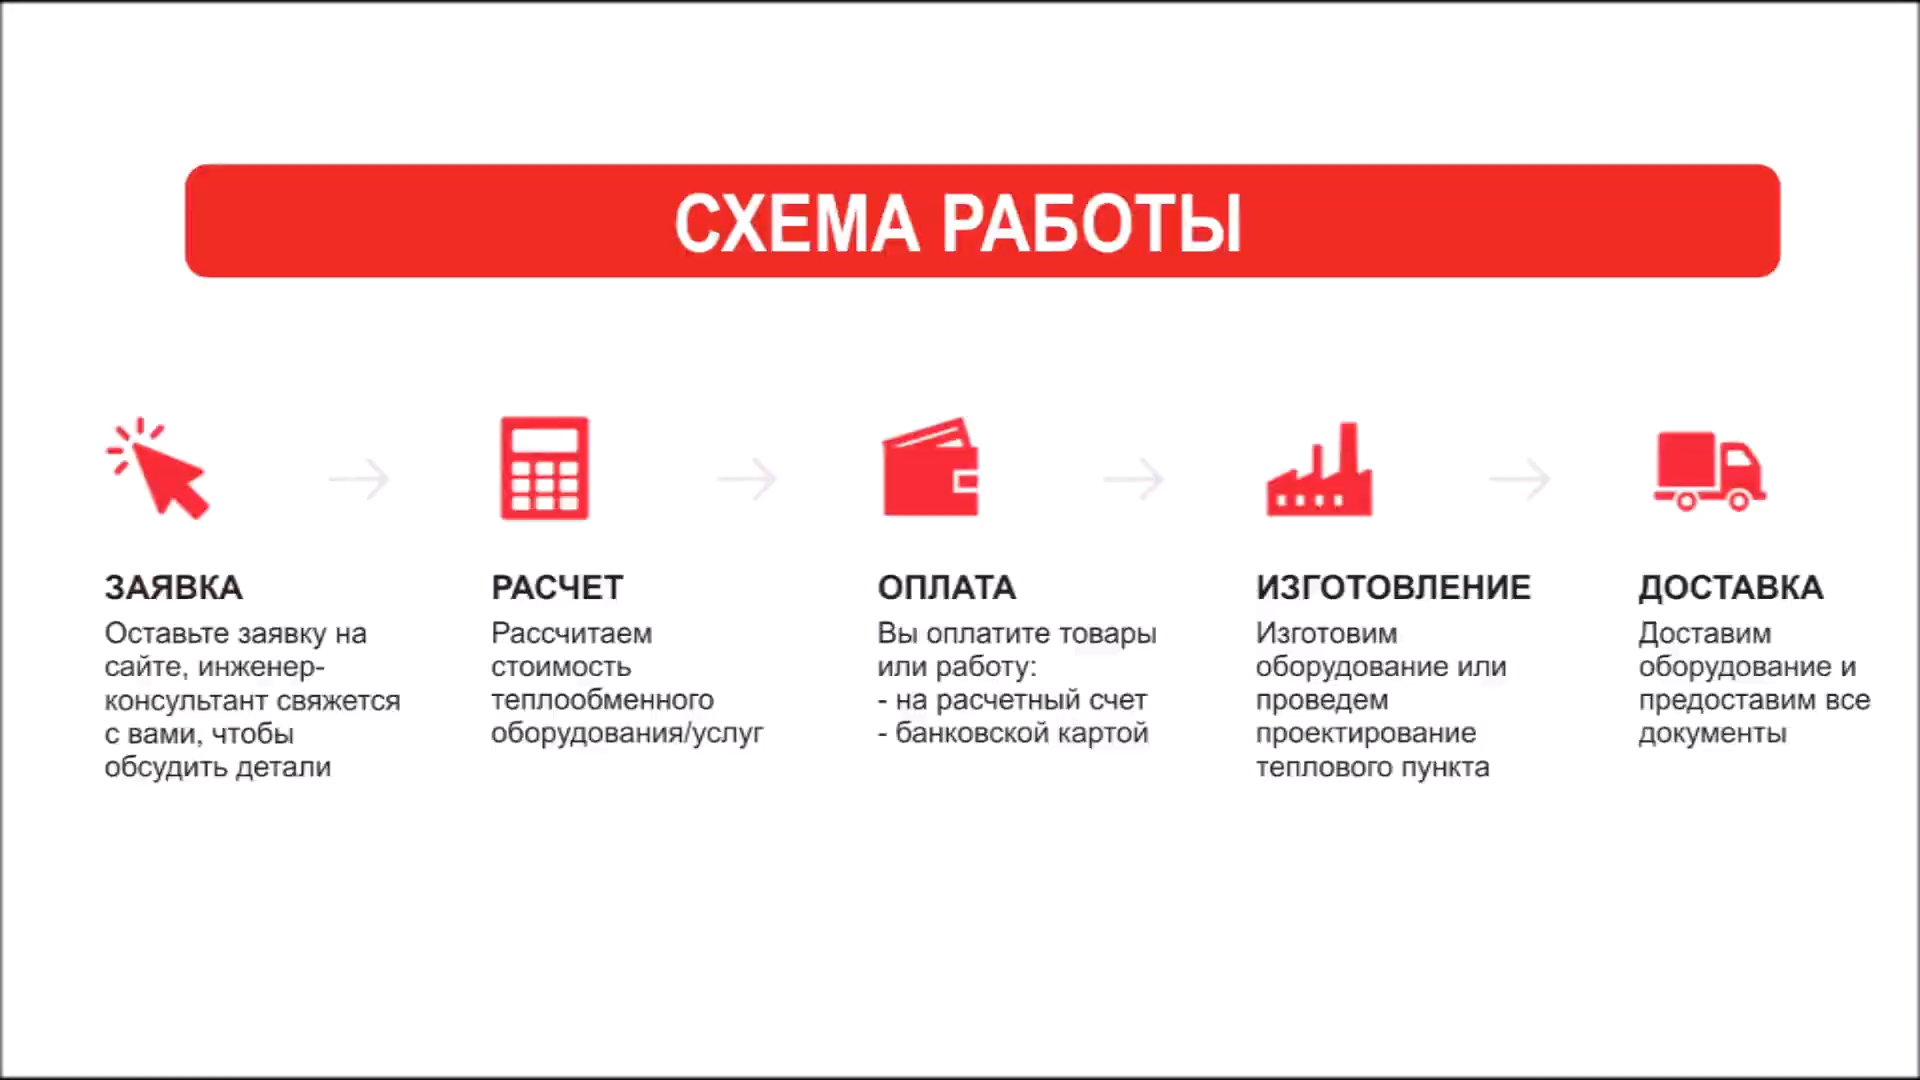 СХЕМА РАБОТЫ
ЗАЯВКА
Оставьте заявку на
сайте, инженер-
консультант свяжется
с вами, чтобы
обсудить детали
РАСЧЕТ
Рассчитаем
стоимость
теплообменного
оборудования/услуг
ОПЛАТА
Вы оплатите товары
или работу:
- на расчетный счет
- банковской картой
ИЗГОТОВЛЕНИЕ
Изготовим
оборудование или
проведем
проектирование
теплового пункта
ДОСТАВКА
Доставим
оборудование и
предоставим все
документы